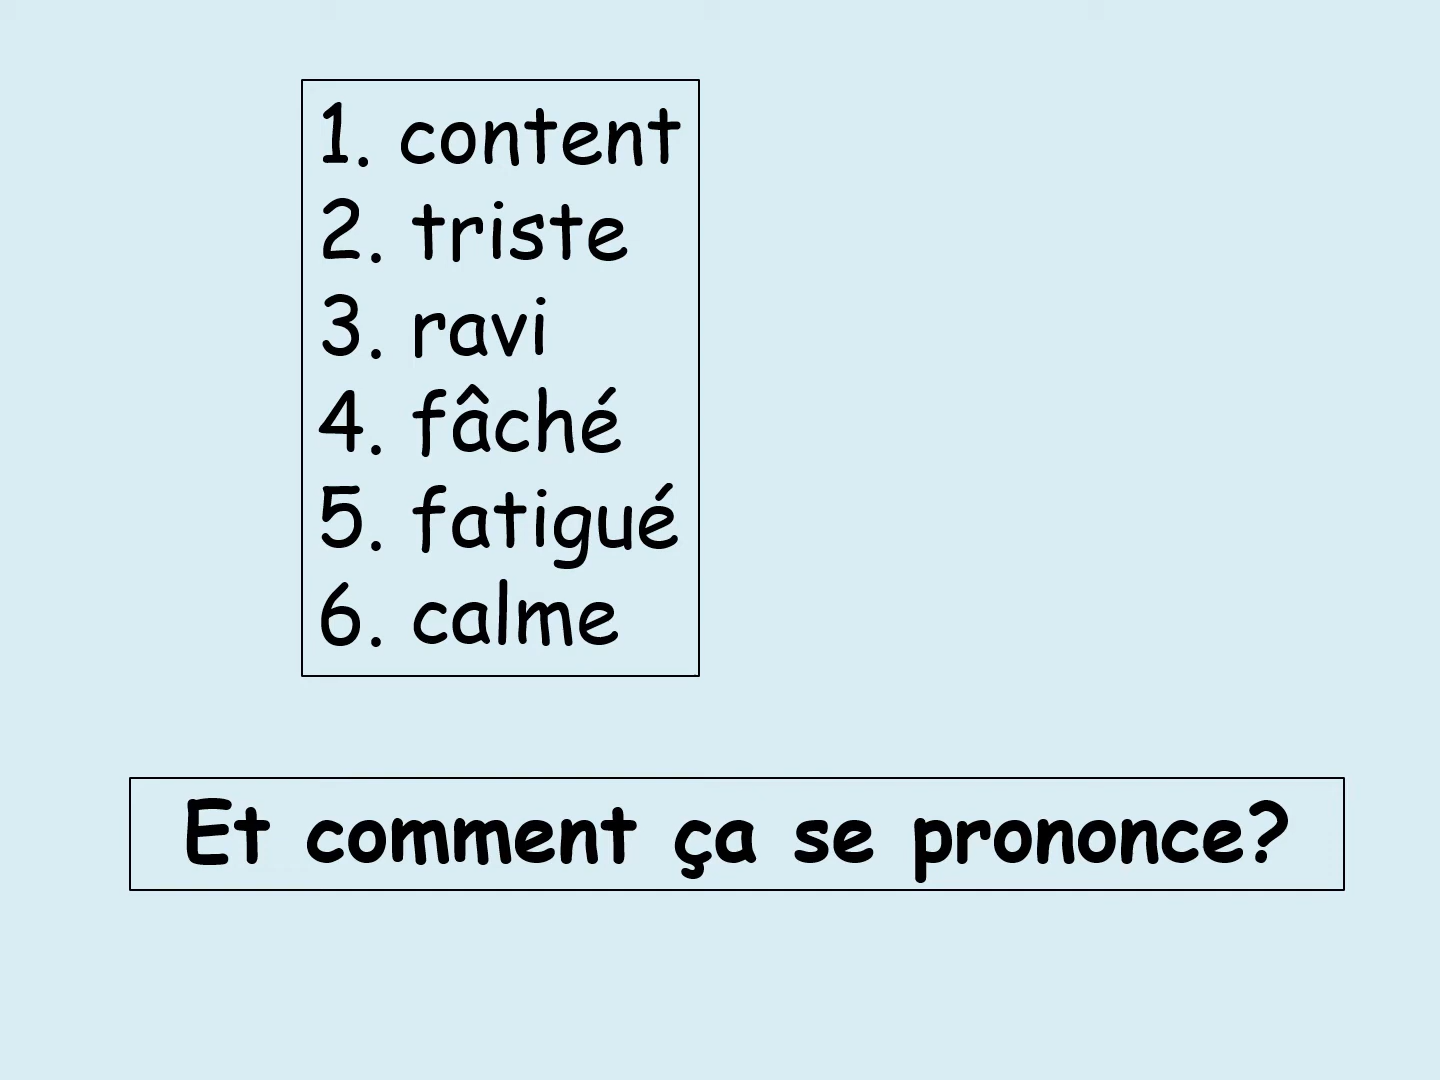 1. content
2. triste
3. ravi
4. fâché
5. fatigué
6. calme
Et comment ça se prononce?